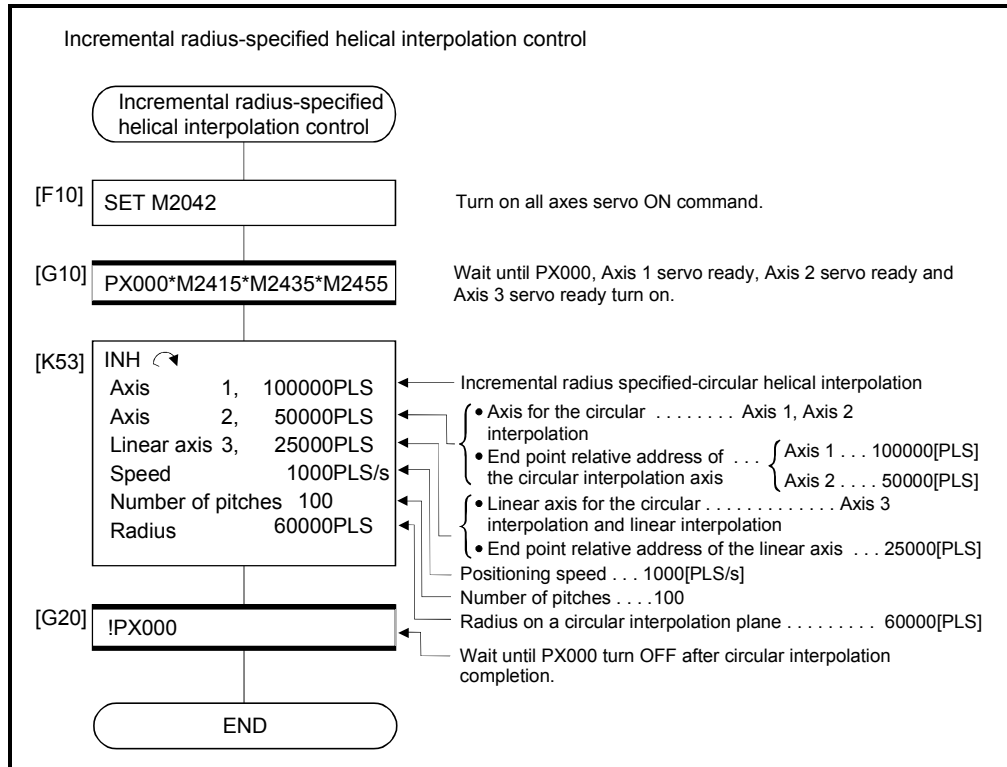 Incremental radius-specified helical interpolation control
Incremental radius-specified
helical interpolation control
[F10]
SET M2042
Turn on all axes servo ON command.
[G10]
PX000*M2415*M2435*M2455
Wait until PX000, Axis 1 servo ready, Axis 2 servo ready and
Axis 3 servo ready turn on.
[K53]
INH
Axis 1, 100000PLS
Axis 2, 50000PLS
Linear axis 3, 25000PLS
Speed 1000PLS/s
Number of pitches 100
Radius 60000PLS
Incremental radius specified-circular helical interpolation
• Axis for the circular . . . . . . . . Axis 1, Axis 2
interpolation
• End point relative address of . . . Axis 1 . . . 100000[PLS]
the circular interpolation axis Axis 2 . . . . 50000[PLS]
• Linear axis for the circular . . . . . . . . . . . . . Axis 3
interpolation and linear interpolation
• End point relative address of the linear axis . . . 25000[PLS]
Positioning speed . . . 1000[PLS/s]
Number of pitches . . . .100
Radius on a circular interpolation plane . . . . . . . . . 60000[PLS]
[G20]
!PX000
Wait until PX000 turn OFF after circular interpolation
completion.
END